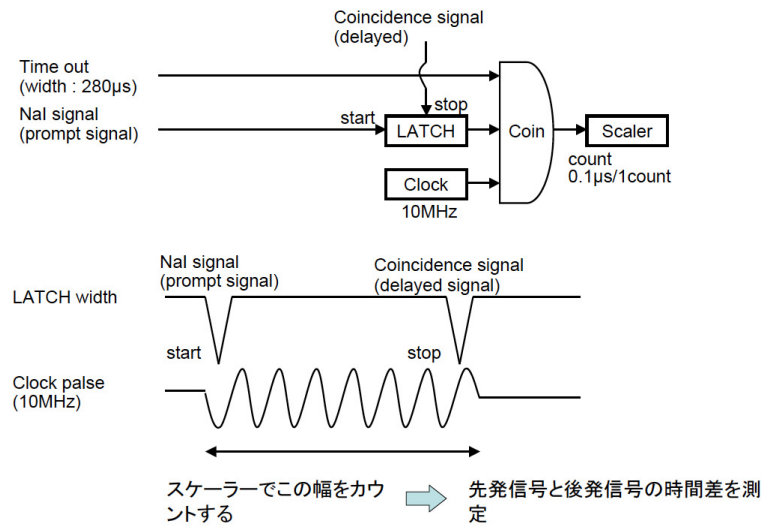 Coincidence signal
(delayed)
Time out
(width : 280μs)
NaI signal
(prompt signal)
start
stop
LATCH
Coin
Scaler
count
0.1μs/1count
Clock
10MHz
NaI signal
(prompt signal)
Coincidence signal
(delayed signal)
LATCH width
start
stop
Clock palse
(10MHz)
スケーラーでこの幅をカウ
ントする
先発信号と後発信号の時間差を測
定